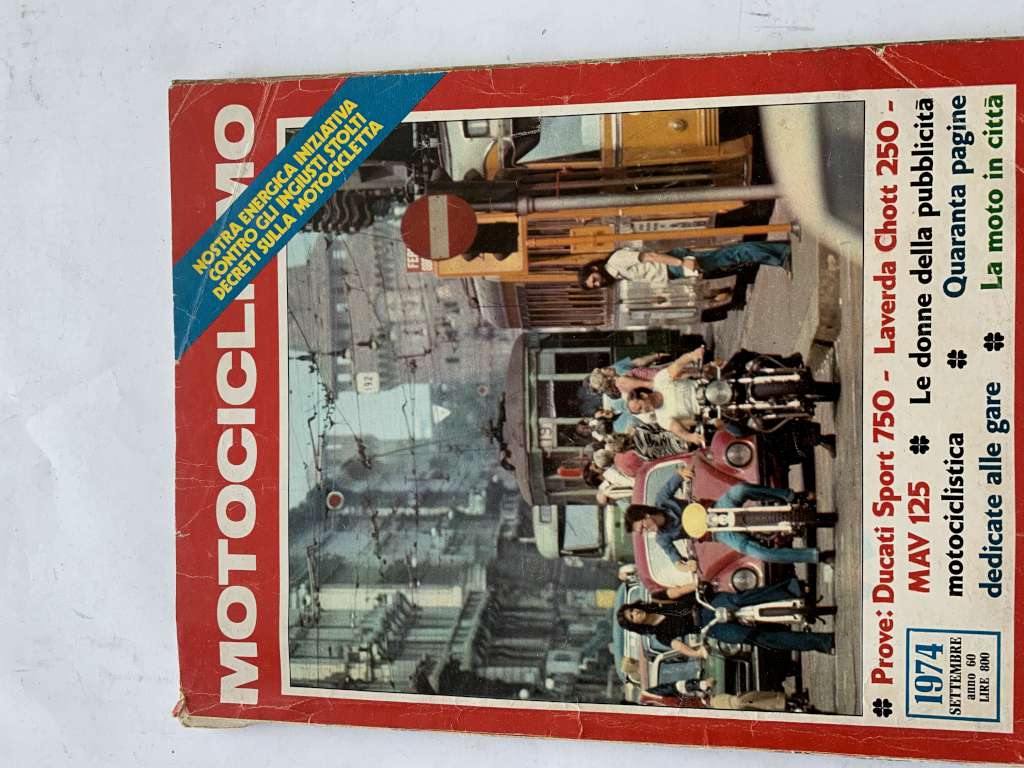 MOTOCICLISMO
NOSTRA ENERGICA INIZIATIVA
CONTRO GLI INGIUSTI STOLTI
DECRETI SULLA MOTOCICLETTA
192
Prove: Ducati Sport 750 - Laverda Chott 250 -
MAV 125 Le donne della pubblicità
motociclistica Quaranta pagine
dedicate alle gare La moto in città
1974
SETTEMBRE
anno 60
LIRE 800